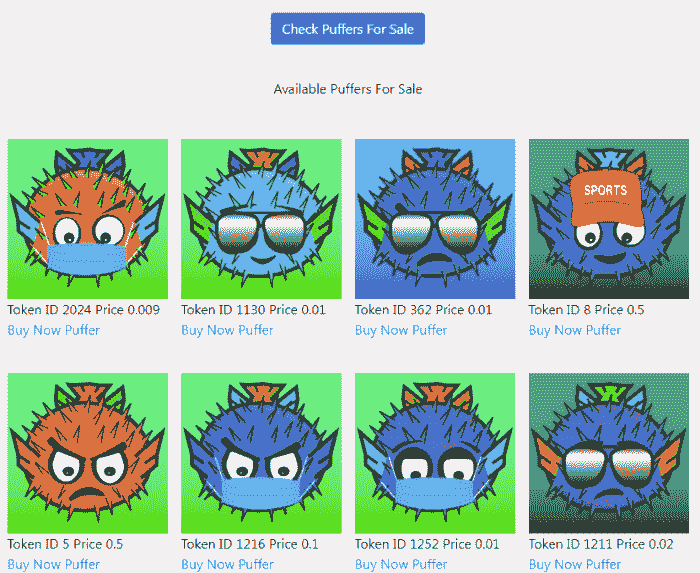 Check Puffers For Sale
Available Puffers For Sale
SPORTS
Token ID 2024 Price 0.009
Buy Now Puffer
Token ID 1130 Price 0.01
Buy Now Puffer
Token ID 362 Price 0.01
Buy Now Puffer
Token ID 8 Price 0.5
Buy Now Puffer
Token ID 5 Price 0.5
Buy Now Puffer
Token ID 1216 Price 0.1
Buy Now Puffer
Token ID 1252 Price 0.01
Buy Now Puffer
Token ID 1211 Price 0.02
Buy Now Puffer